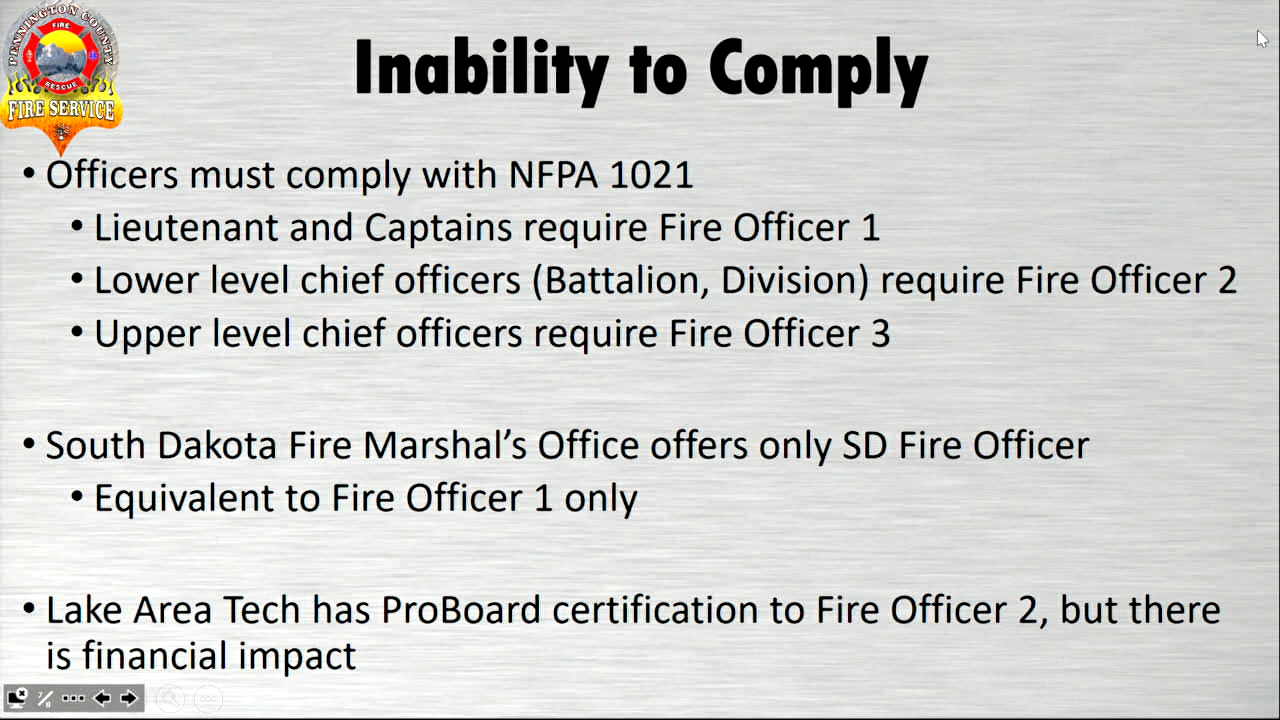 PENNINGTON COUNTY
FIRE
RESCUE
FIRE SERVICE
Inability to Comply
• Officers must comply with NFPA 1021
• Lieutenant and Captains require Fire Officer 1
• Lower level chief officers (Battalion, Division) require Fire Officer 2
• Upper level chief officers require Fire Officer 3
• South Dakota Fire Marshal’s Office offers only SD Fire Officer
• Equivalent to Fire Officer 1 only
• Lake Area Tech has ProBoard certification to Fire Officer 2, but there
is financial impact